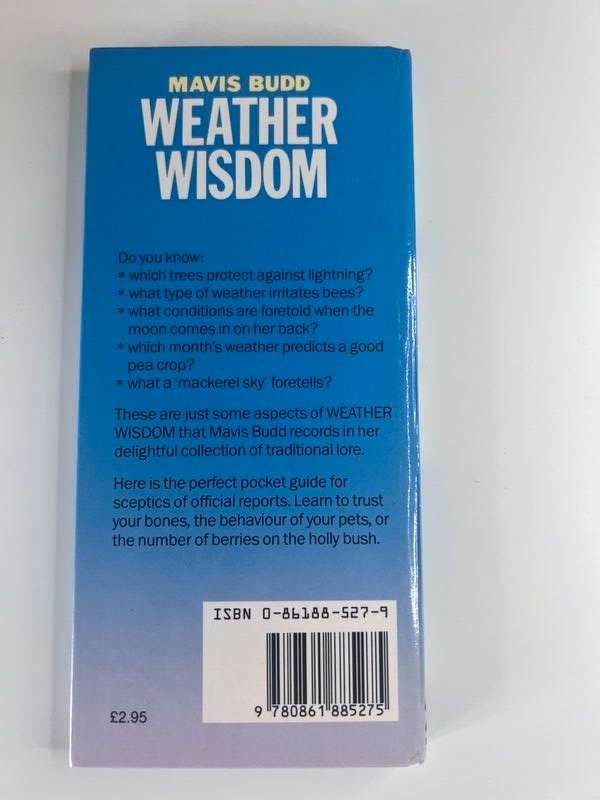 MAVIS BUDD
WEATHER
WISDOM
Do you know:
* which trees protect against lightning?
* what type of weather irritates bees?
* what conditions are foretold when the
moon comes in on her back?
* which month's weather predicts a good
pea crop?
* what a 'mackerel sky' foretells?
These are just some aspects of WEATHER
WISDOM that Mavis Budd records in her
delightful collection of traditional lore.
Here is the perfect pocket guide for
sceptics of official reports. Learn to trust
your bones, the behaviour of your pets, or
the number of berries on the holly bush.
ISBN 0-86188-527-9
9 780861 885275
£2.95